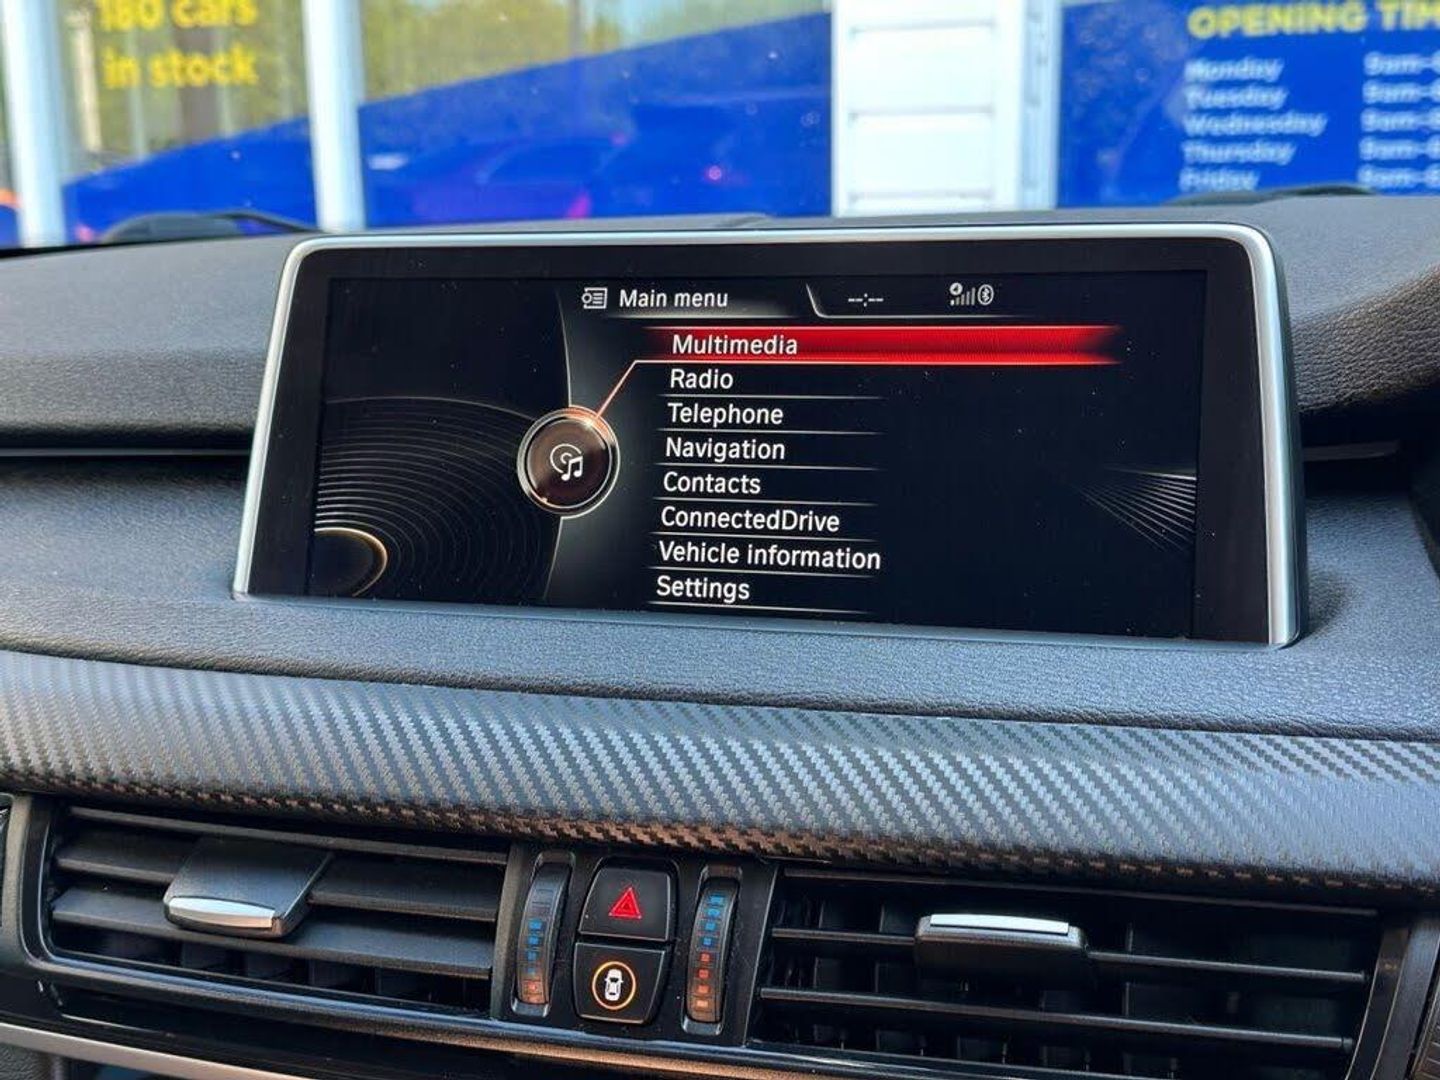 180 cars
in stock
OPENING TIM
Monday
Tuesday
Wednesday
Thursday
Friday
Main menu
--:--
Multimedia
Radio
Telephone
Navigation
Contacts
ConnectedDrive
Vehicle information
Settings